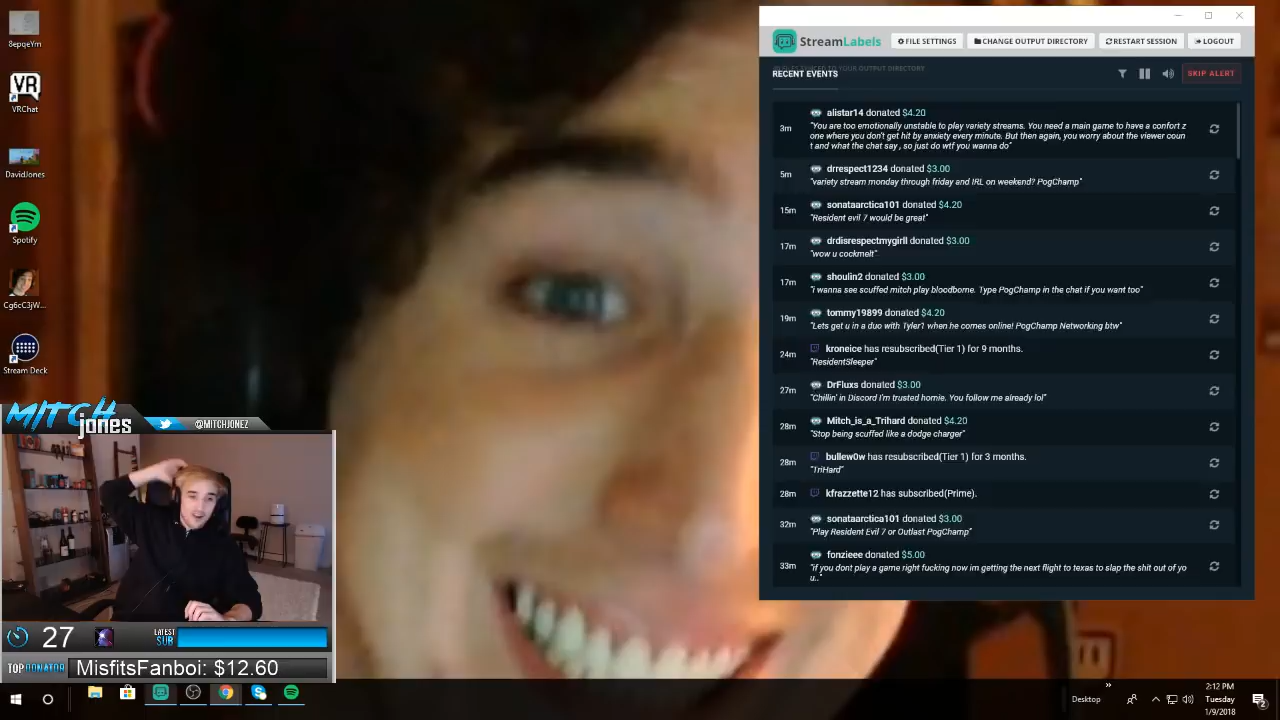 8epqeYm
VRChat
DavidJones
Spotify
Cg6cC3jW...
Stream Deck
StreamLabels
FILE SETTINGS
CHANGE OUTPUT DIRECTORY
RESTART SESSION
LOGOUT
RECENT EVENTS
SKIP ALERT
3m
alistar14 donated $4.20
"You are too emotionally unstable to play variety streams. You need a main game to have a confort z
one where you don't get hit by anxiety every minute. But then again, you worry about the viewer coun
t and what the chat say , so just do wtf you wanna do"
5m
drrespect1234 donated $3.00
"variety stream monday through friday and IRL on weekend? PogChamp"
15m
sonataarctica101 donated $4.20
"Resident evil 7 would be great"
17m
drdisrespectmygirll donated $3.00
"wow u cockmelt"
17m
shoulin2 donated $3.00
"i wanna see scuffed mitch play bloodborne. Type PogChamp in the chat if you want too"
19m
tommy19899 donated $4.20
"Lets get u in a duo with Tyler1 when he comes online! PogChamp Networking btw"
24m
kroneice has resubscribed(Tier 1) for 9 months.
"ResidentSleeper"
27m
DrFluxs donated $3.00
"Chillin' in Discord I'm trusted homie. You follow me already lol"
28m
Mitch_is_a_Trihard donated $4.20
"Stop being scuffed like a dodge charger"
28m
bullew0w has resubscribed(Tier 1) for 3 months.
"TriHard"
28m
kfrazzette12 has subscribed(Prime).
32m
sonataarctica101 donated $3.00
"Play Resident Evil 7 or Outlast PogChamp"
33m
fonzieee donated $5.00
"if you dont play a game right fucking now im getting the next flight to texas to slap the shit out of yo
u.."
MITCH
jones
@MITCHJONEZ
27
LATEST
SUB
TOP DONATOR
MisfitsFanboi: $12.60
Desktop
2:12 PM
Tuesday
1/9/2018
2